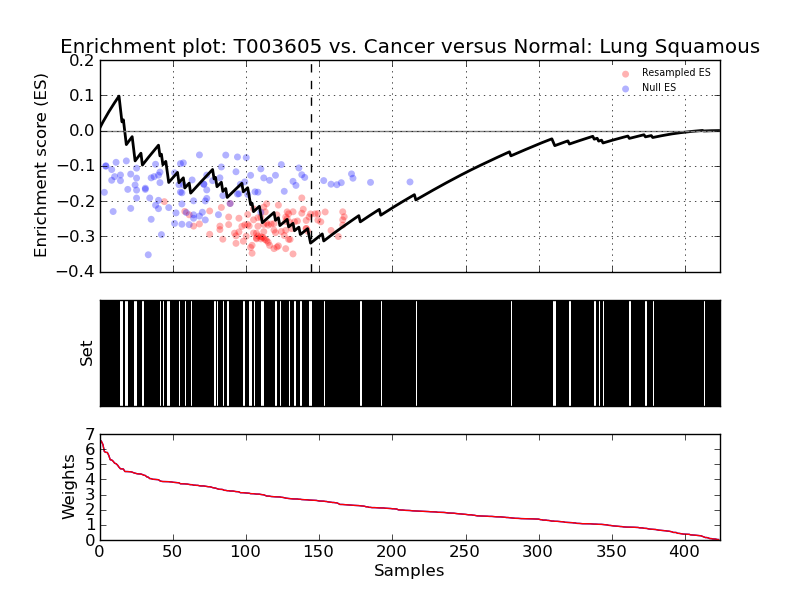 Enrichment plot: T003605 vs. Cancer versus Normal: Lung Squamous
0.2
0.1
0.0
−0.1
−0.2
−0.3
−0.4
Enrichment score (ES)
Resampled ES
Null ES
Set
7
6
5
4
3
2
1
0
Weights
0 50 100 150 200 250 300 350 400
Samples